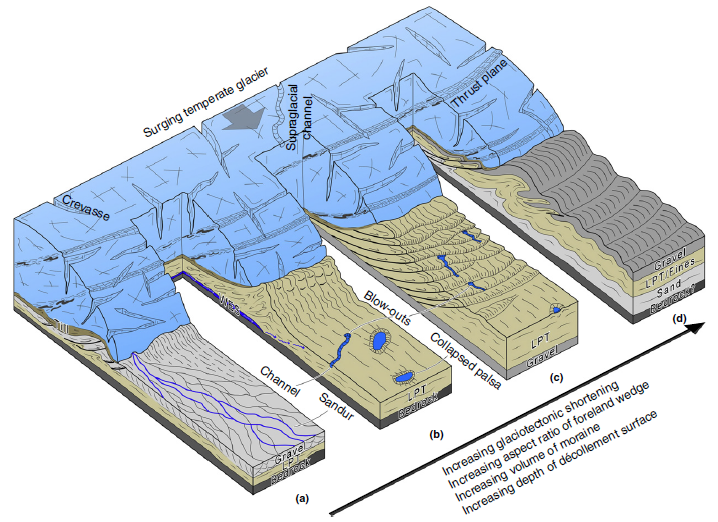 Surging temperate glacier
Supraglacial
channel
Thrust plane
Crevasse
Gravel
LPT/Fines
Sand
Bedrock
(d)
Blow-outs
Collapsed palsa
LPT
Gravel
(c)
Channel
Sandur
LPT
Bedrock
(b)
Gravel
LPT
Bedrock
(a)
Increasing glaciotectonic shortening
Increasing aspect ratio of foreland wedge
Increasing volume of moraine
Increasing depth of décollement surface